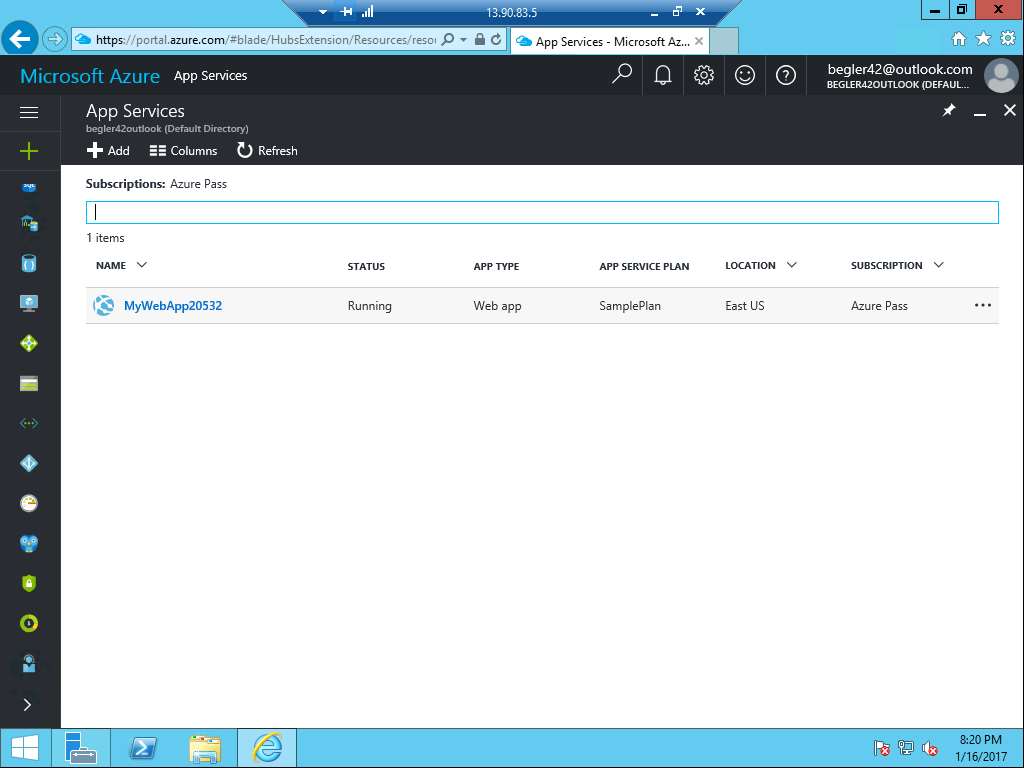 13.90.83.5
https://portal.azure.com/#blade/HubsExtension/Resources/resou
App Services - Microsoft Az...
Microsoft Azure App Services
begler42@outlook.com
BEGLER42OUTLOOK (DEFAUL...
App Services
begler42outlook (Default Directory)
Add Columns Refresh
Subscriptions: Azure Pass
1 items
NAME STATUS APP TYPE APP SERVICE PLAN LOCATION SUBSCRIPTION
MyWebApp20532 Running Web app SamplePlan East US Azure Pass ...
SQL
8:20 PM
1/16/2017